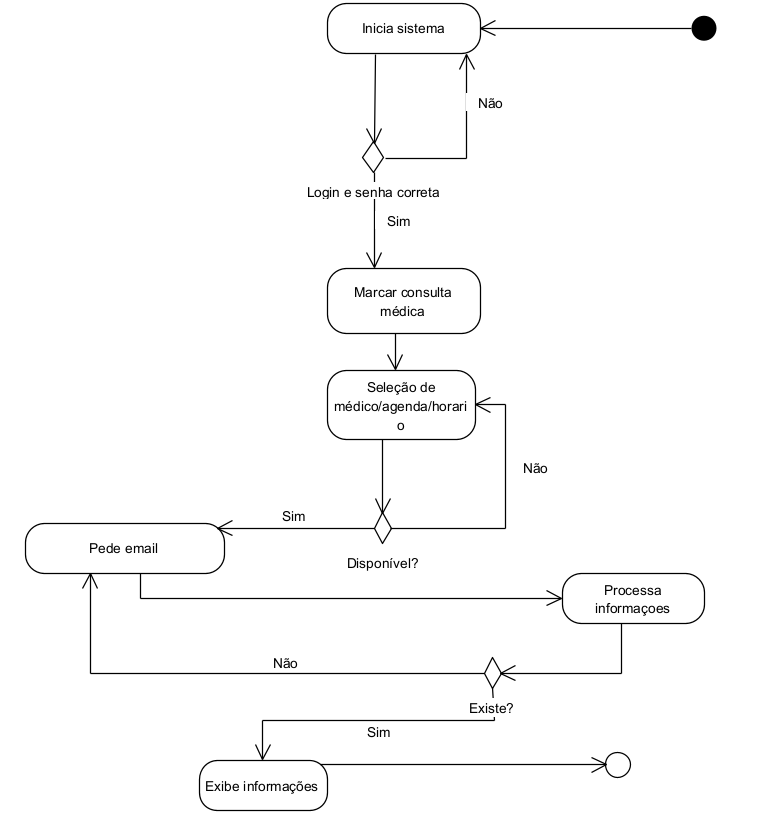 Inicia sistema
Não
Login e senha correta
Sim
Marcar consulta
médica
Seleção de
médico/agenda/horari
o
Não
Sim
Pede email
Disponível?
Processa
informaçoes
Não
Existe?
Sim
Exibe informações